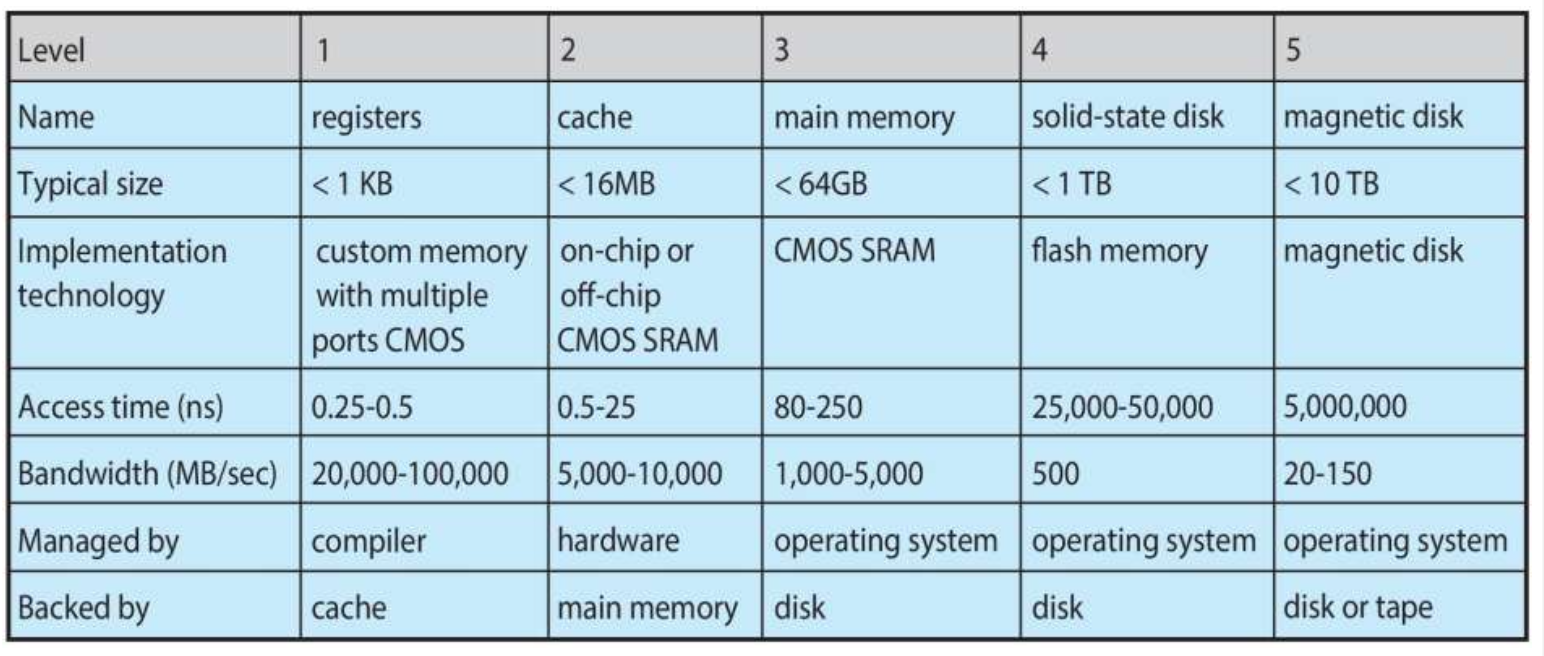 Level 1 2 3 4 5
Name registers cache main memory solid-state disk magnetic disk
Typical size < 1 KB < 16MB < 64GB < 1 TB < 10 TB
Implementation custom memory on-chip or CMOS SRAM flash memory magnetic disk
technology with multiple off-chip
ports CMOS CMOS SRAM
Access time (ns) 0.25-0.5 0.5-25 80-250 25,000-50,000 5,000,000
Bandwidth (MB/sec) 20,000-100,000 5,000-10,000 1,000-5,000 500 20-150
Managed by compiler hardware operating system operating system operating system
Backed by cache main memory disk disk disk or tape